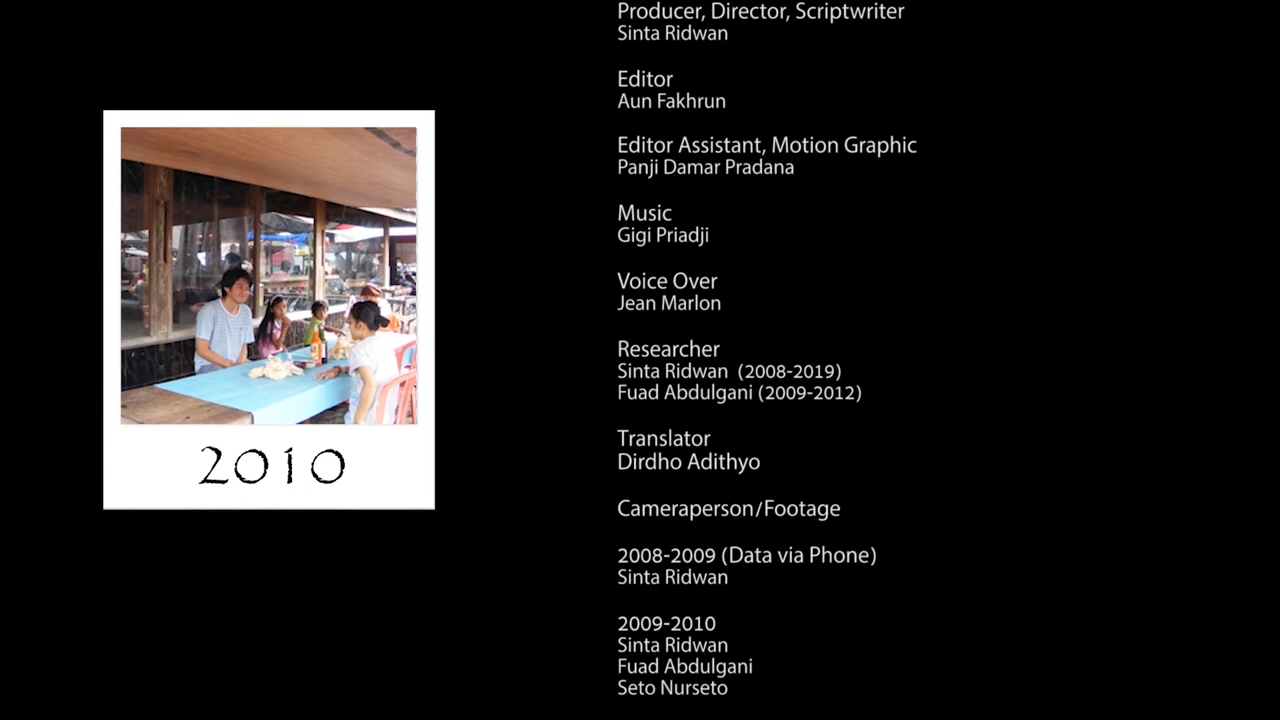 Producer, Director, Scriptwriter
Sinta Ridwan
Editor
Aun Fakhrun
Editor Assistant, Motion Graphic
Panji Damar Pradana
Music
Gigi Priadji
Voice Over
Jean Marlon
Researcher
Sinta Ridwan (2008-2019)
Fuad Abdulgani (2009-2012)
Translator
Dirdho Adithyo
Cameraperson/Footage
2008-2009 (Data via Phone)
Sinta Ridwan
2009-2010
Sinta Ridwan
Fuad Abdulgani
Seto Nurseto
2010